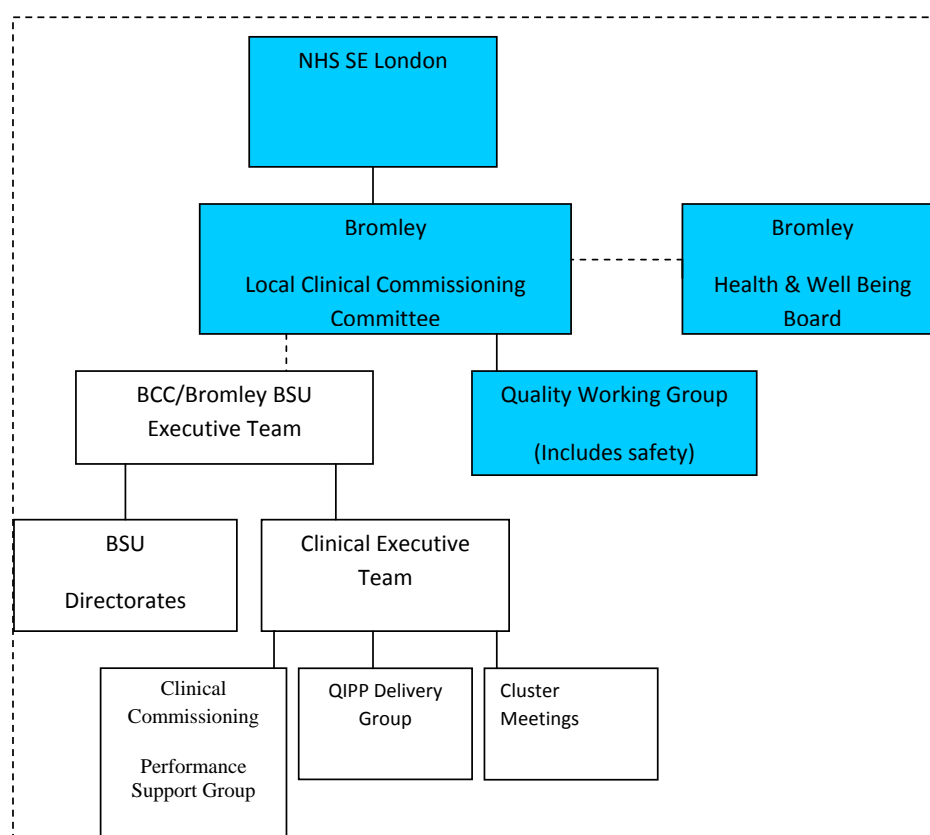 NHS SE London
Bromley
Local Clinical Commissioning
Committee
Bromley
Health & Well Being
Board
BCC/Bromley BSU
Executive Team
Quality Working Group
(Includes safety)
BSU
Directorates
Clinical Executive
Team
Clinical
Commissioning
Performance
Support Group
QIPP Delivery
Group
Cluster
Meetings